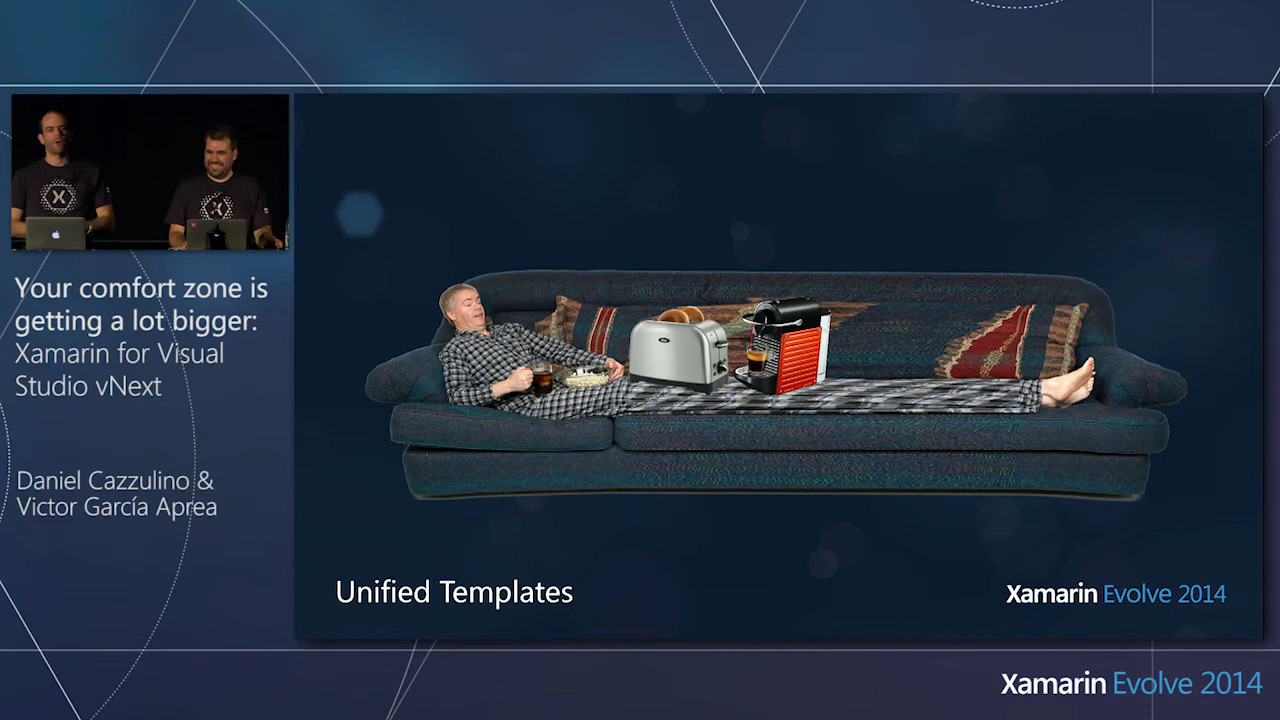 Your comfort zone is
getting a lot bigger:
Xamarin for Visual
Studio vNext
Daniel Cazzulino &
Victor García Aprea
Unified Templates
Xamarin Evolve 2014
Xamarin Evolve 2014